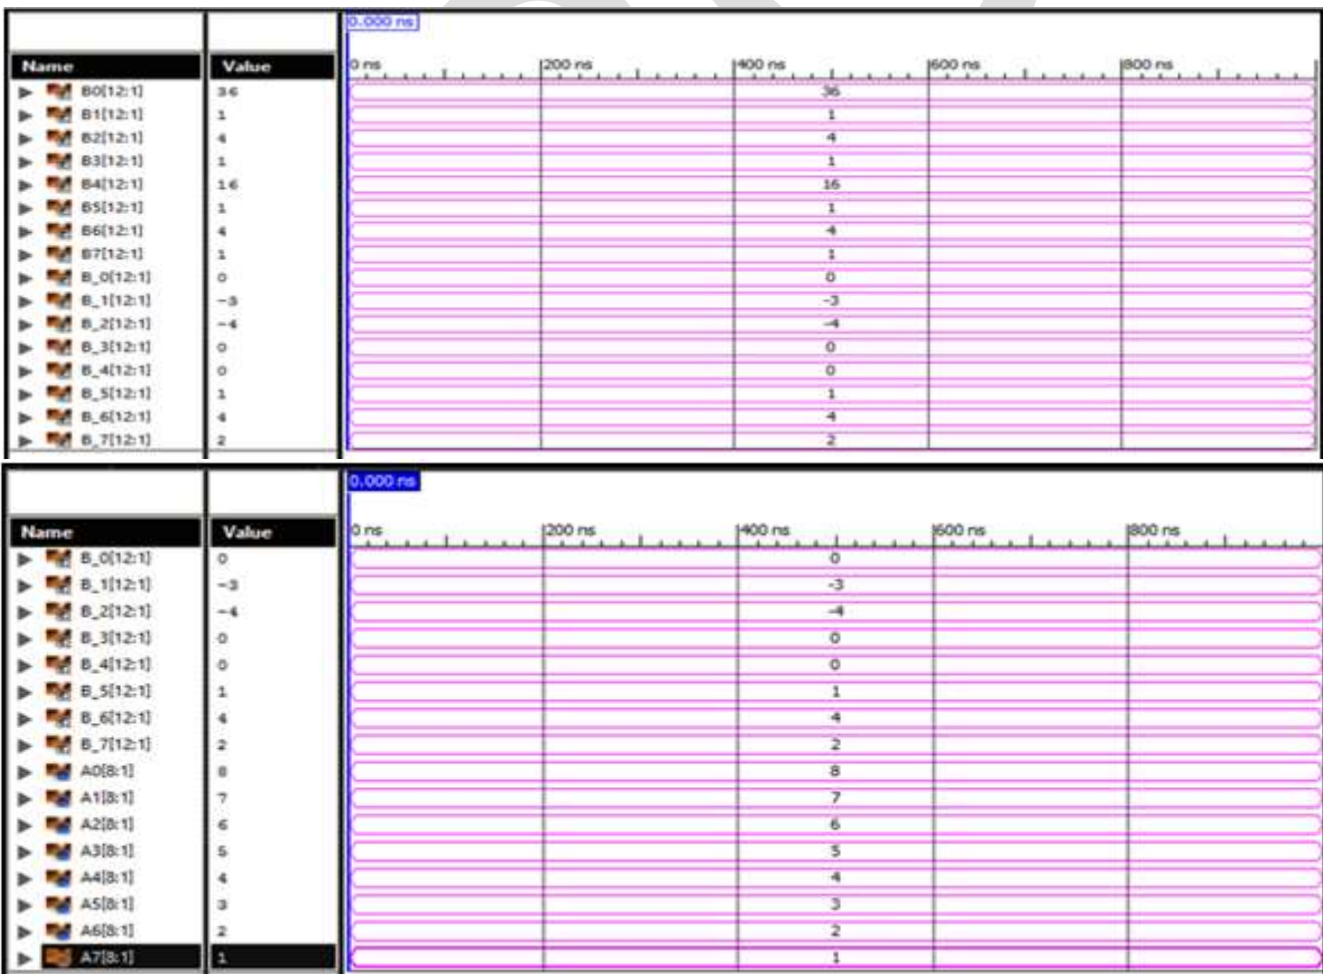 0.000 ns
Name Value 0 ns 200 ns 400 ns 600 ns 800 ns
B0[12:1] 36 36
B1[12:1] 1 1
B2[12:1] 4 4
B3[12:1] 1 1
B4[12:1] 16 16
B5[12:1] 1 1
B6[12:1] 4 4
B7[12:1] 1 1
B_0[12:1] 0 0
B_1[12:1] -3 -3
B_2[12:1] -4 -4
B_3[12:1] 0 0
B_4[12:1] 0 0
B_5[12:1] 1 1
B_6[12:1] 4 4
B_7[12:1] 2 2
0.000 ns
Name Value 0 ns 200 ns 400 ns 600 ns 800 ns
B_0[12:1] 0 0
B_1[12:1] -3 -3
B_2[12:1] -4 -4
B_3[12:1] 0 0
B_4[12:1] 0 0
B_5[12:1] 1 1
B_6[12:1] 4 4
B_7[12:1] 2 2
A0[8:1] 8 8
A1[8:1] 7 7
A2[8:1] 6 6
A3[8:1] 5 5
A4[8:1] 4 4
A5[8:1] 3 3
A6[8:1] 2 2
A7[8:1] 1 1